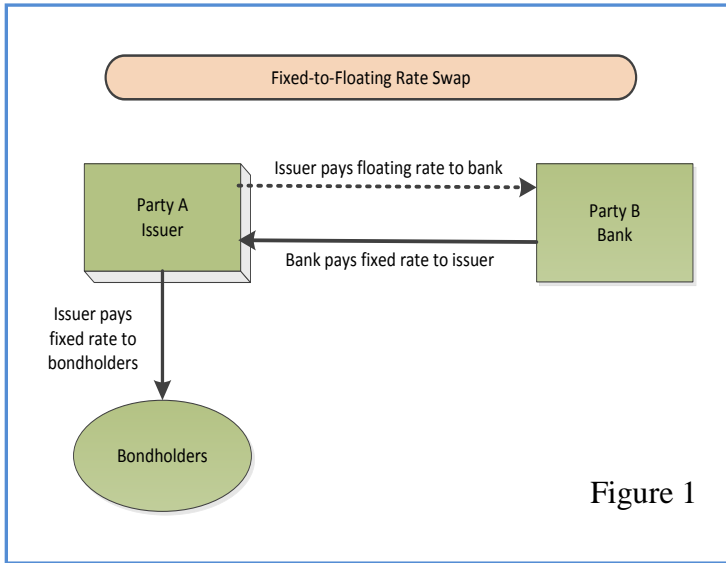 Fixed-to-Floating Rate Swap
Issuer pays floating rate to bank
Party A
Issuer
Party B
Bank
Bank pays fixed rate to issuer
Issuer pays
fixed rate to
bondholders
Bondholders
Figure 1